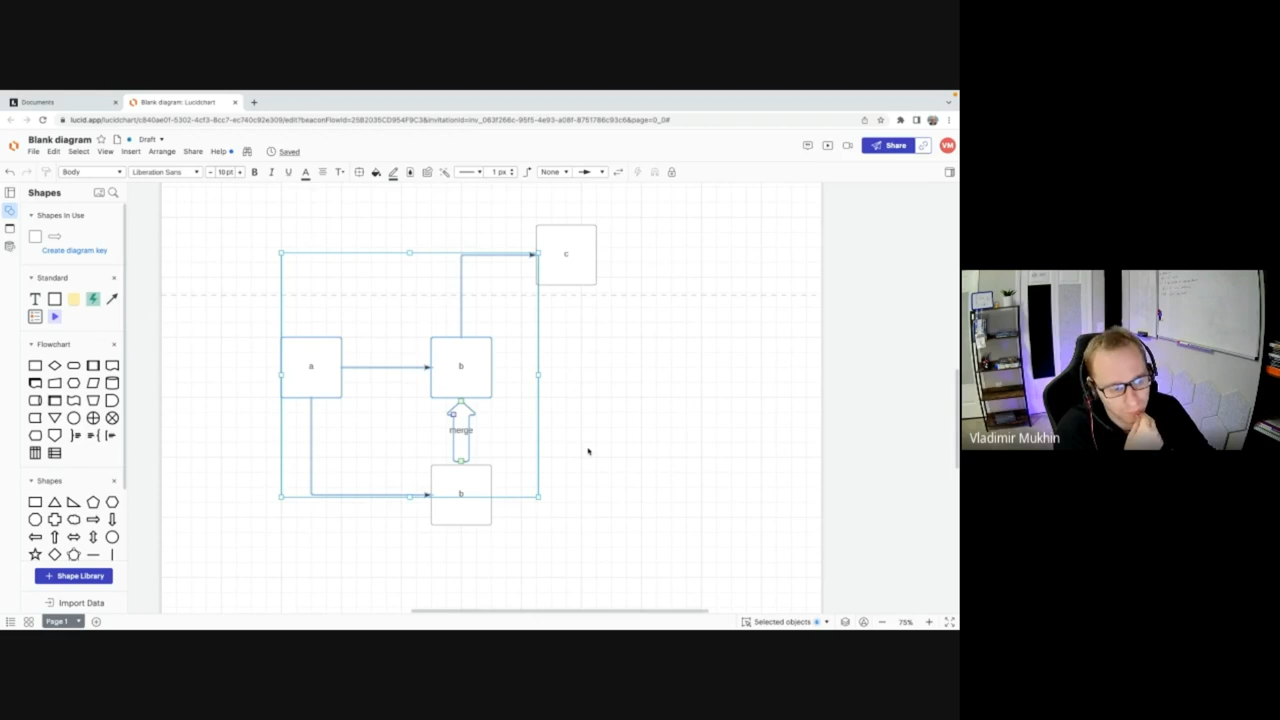 Documents
Blank diagram: Lucidchart
Blank diagram
Draft
File Edit Select View Insert Arrange Share Help
Saved
Share
VM
Body
Liberation Sans
10 pt
B I U A T
1 px
None
Shapes
Shapes In Use
Create diagram key
Standard
T
Flowchart
Shapes
Shape Library
Import Data
c
a
b
merge
b
Page 1
Selected objects
75%
Vladimir Mukhin